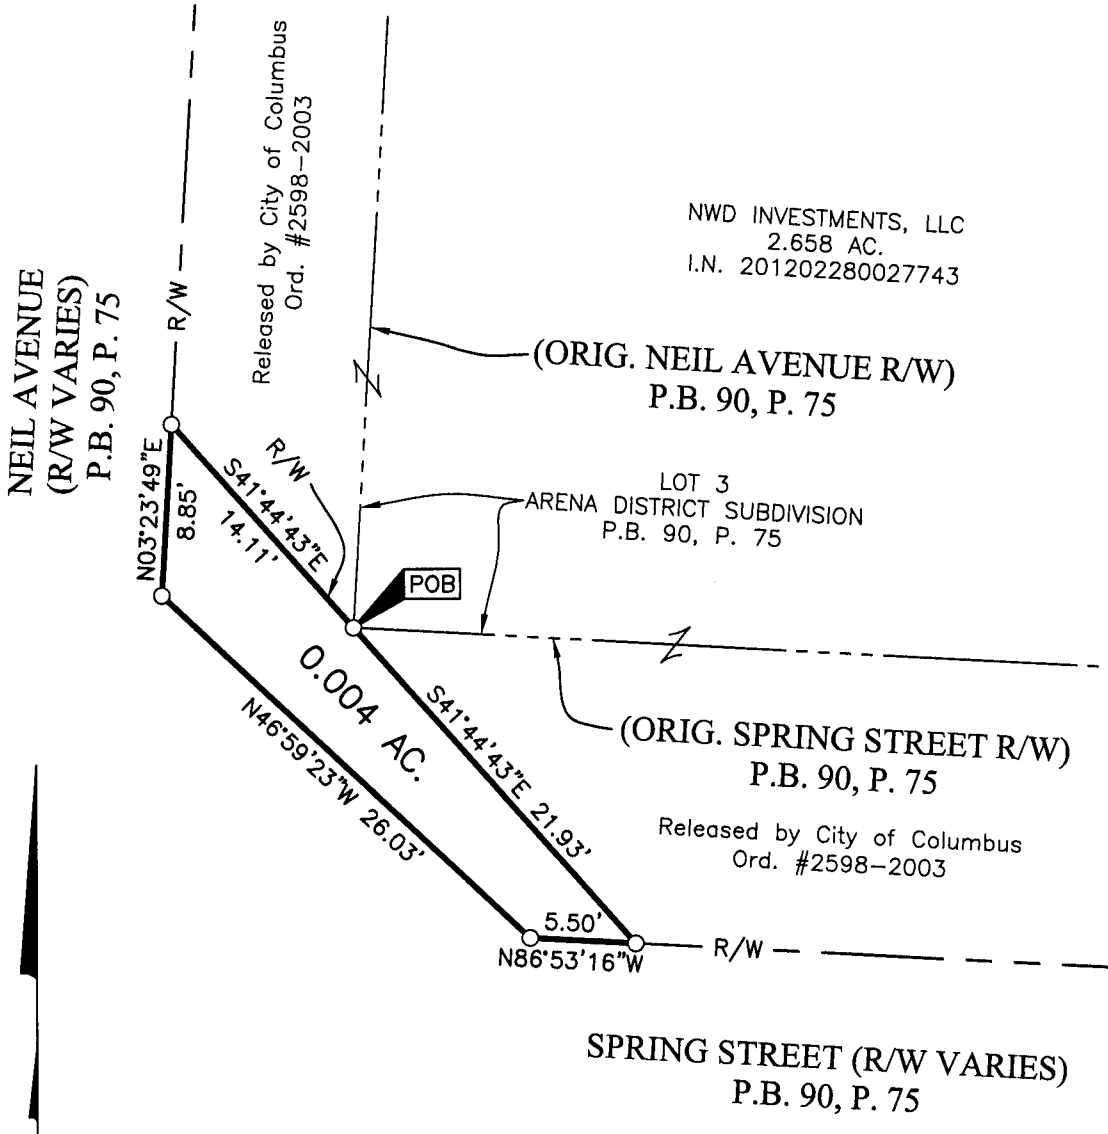 Released by City of Columbus
Ord. #2598-2003
NWD INVESTMENTS, LLC
2.658 AC.
I.N. 201202280027743
R/W
NEIL AVENUE
(R/W VARIES)
P.B. 90, P. 75
(ORIG. NEIL AVENUE R/W)
P.B. 90, P. 75
N03°23'49"E
8.85'
S41°44'43"E
14.11'
R/W
LOT 3
ARENA DISTRICT SUBDIVISION
P.B. 90, P. 75
POB
0.004 AC.
S41°44'43"E 21.93'
N46°59'23"W 26.03'
(ORIG. SPRING STREET R/W)
P.B. 90, P. 75
Released by City of Columbus
Ord. #2598-2003
5.50'
N86°53'16"W
R/W
SPRING STREET (R/W VARIES)
P.B. 90, P. 75